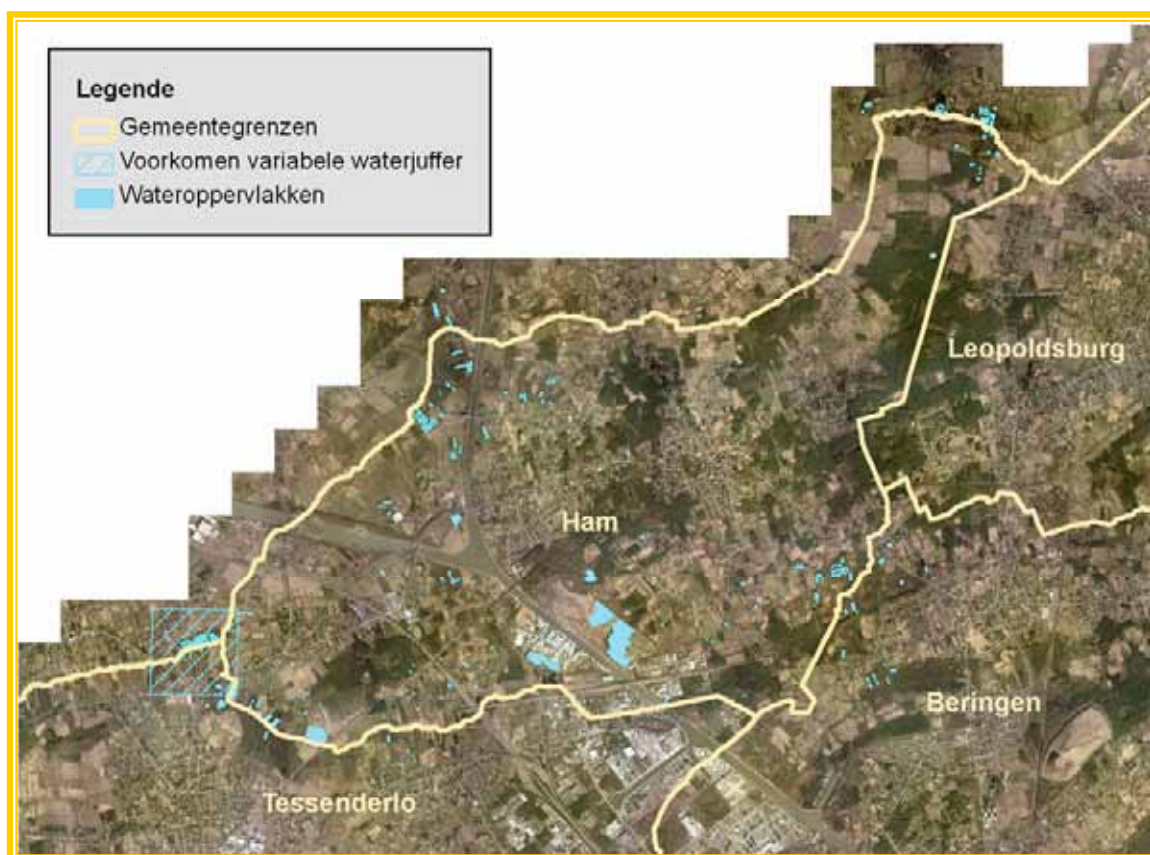 Legende
Gemeentegrenzen
Voorkomen variabele waterjuffer
Wateroppervlakken
Leopoldsburg
Ham
Beringen
Tessenderlo